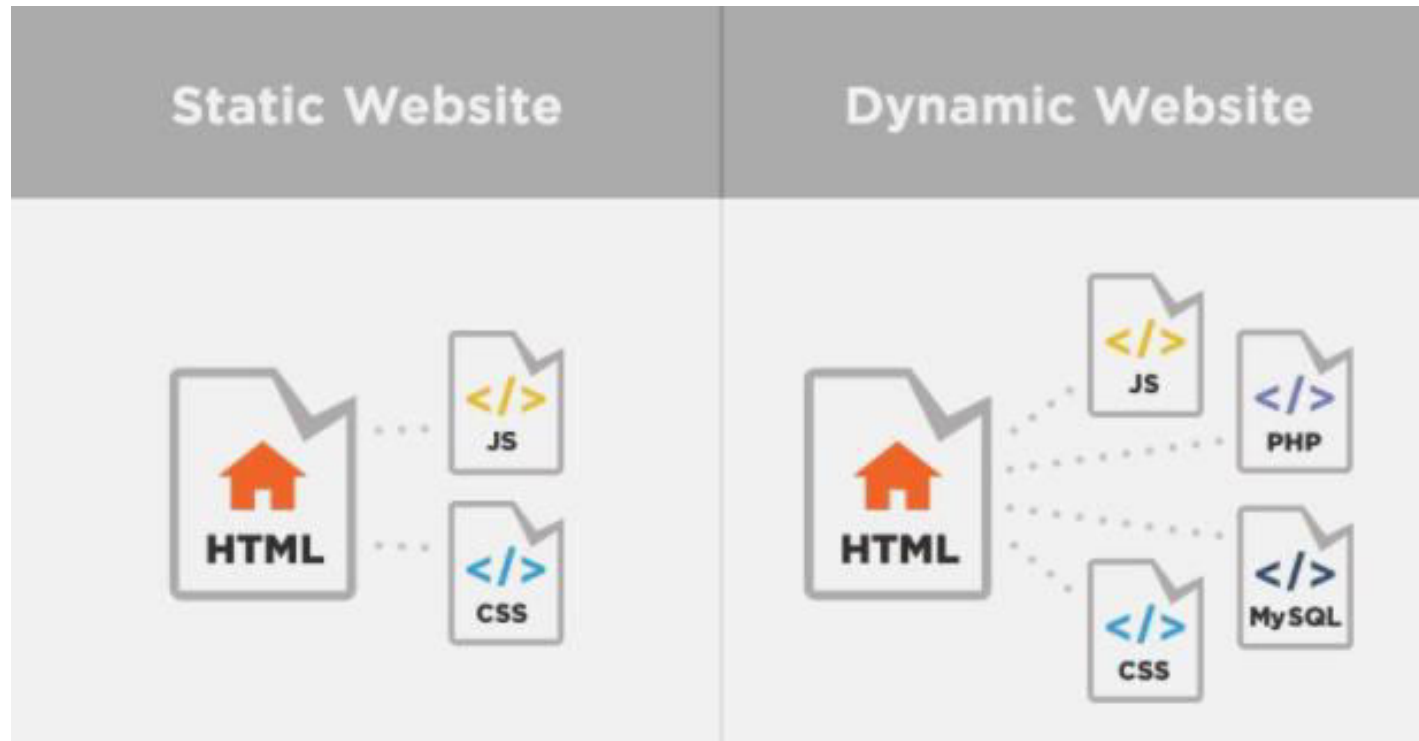 Static Website
Dynamic Website
HTML
</>
JS
</>
CSS
HTML
</>
JS
</>
PHP
</>
MySQL
</>
CSS